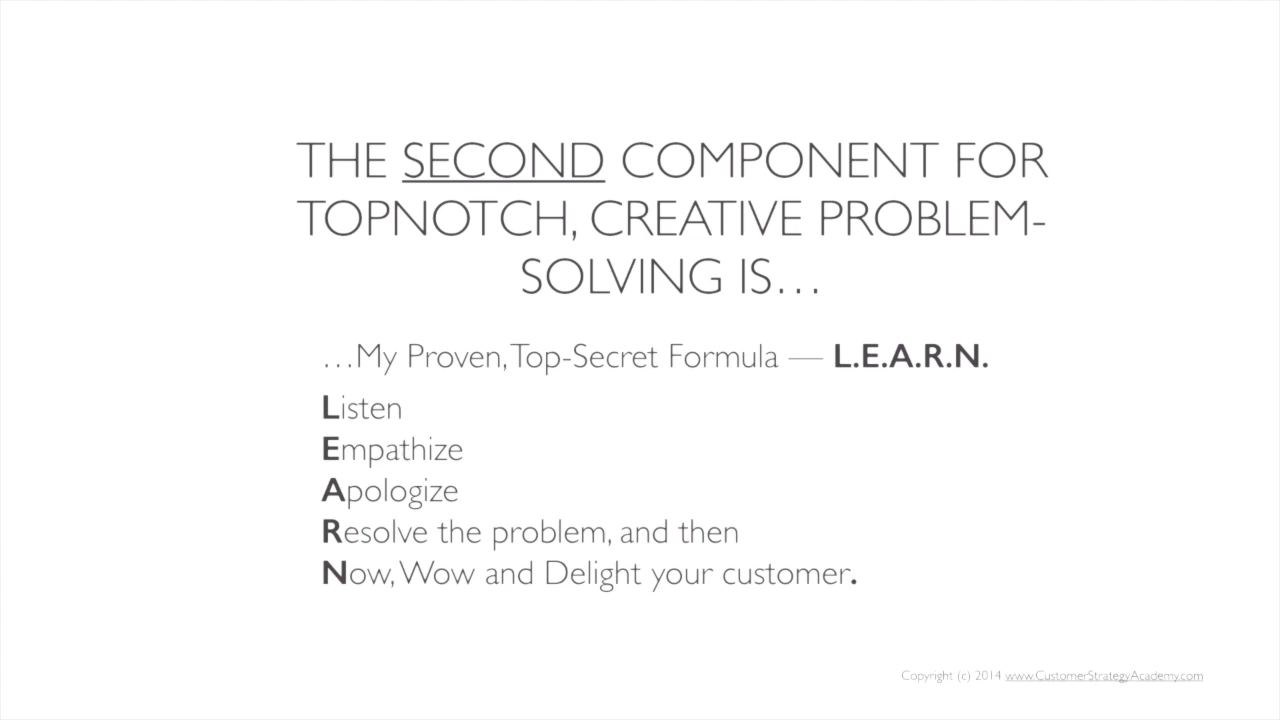 THE SECOND COMPONENT FOR
TOPNOTCH, CREATIVE PROBLEM-
SOLVING IS…
…My Proven, Top-Secret Formula — L.E.A.R.N.
Listen
Empathize
Apologize
Resolve the problem, and then
Now, Wow and Delight your customer.
Copyright (c) 2014 www.CustomerStrategyAcademy.com